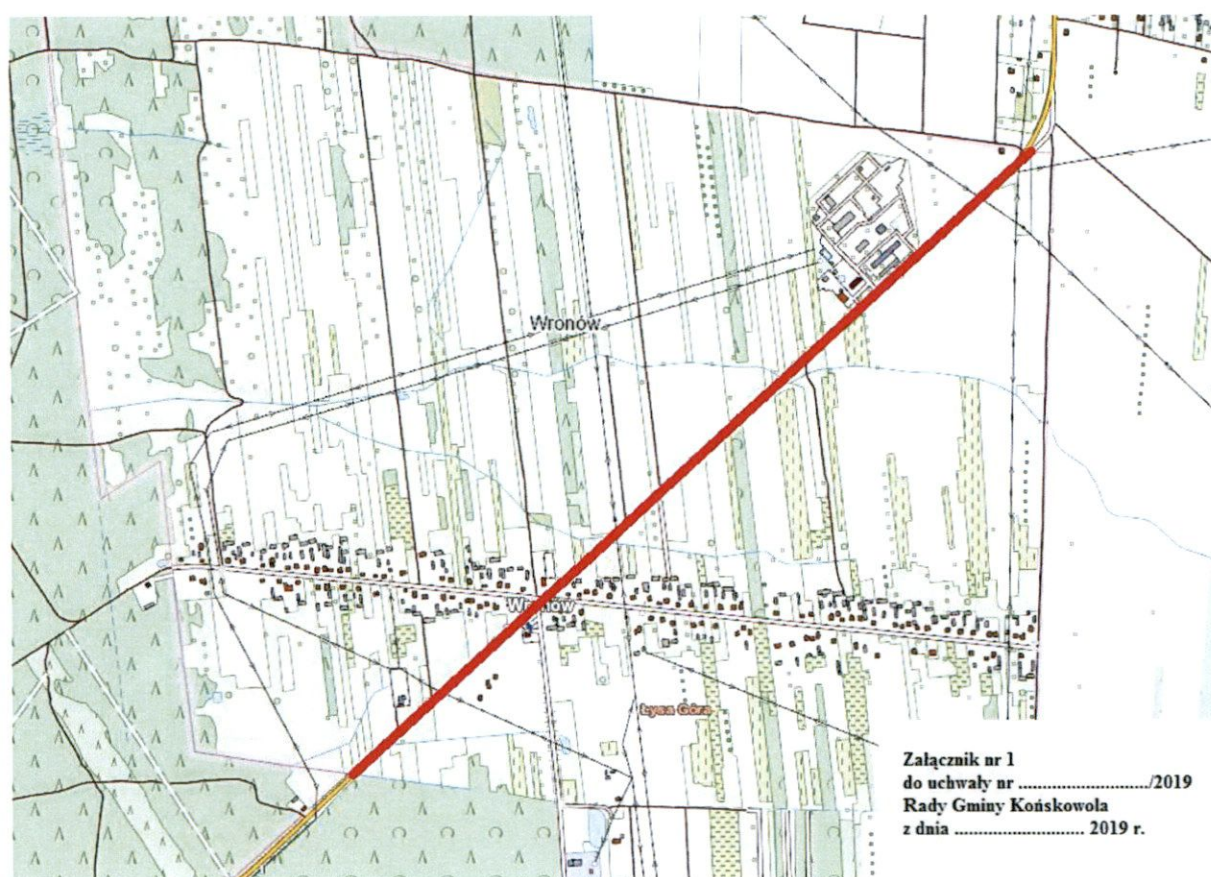 Wronów
Wronów
Łysa Góra
Załącznik nr 1
do uchwały nr ............................/2019
Rady Gminy Końskowola
z dnia ........................... 2019 r.